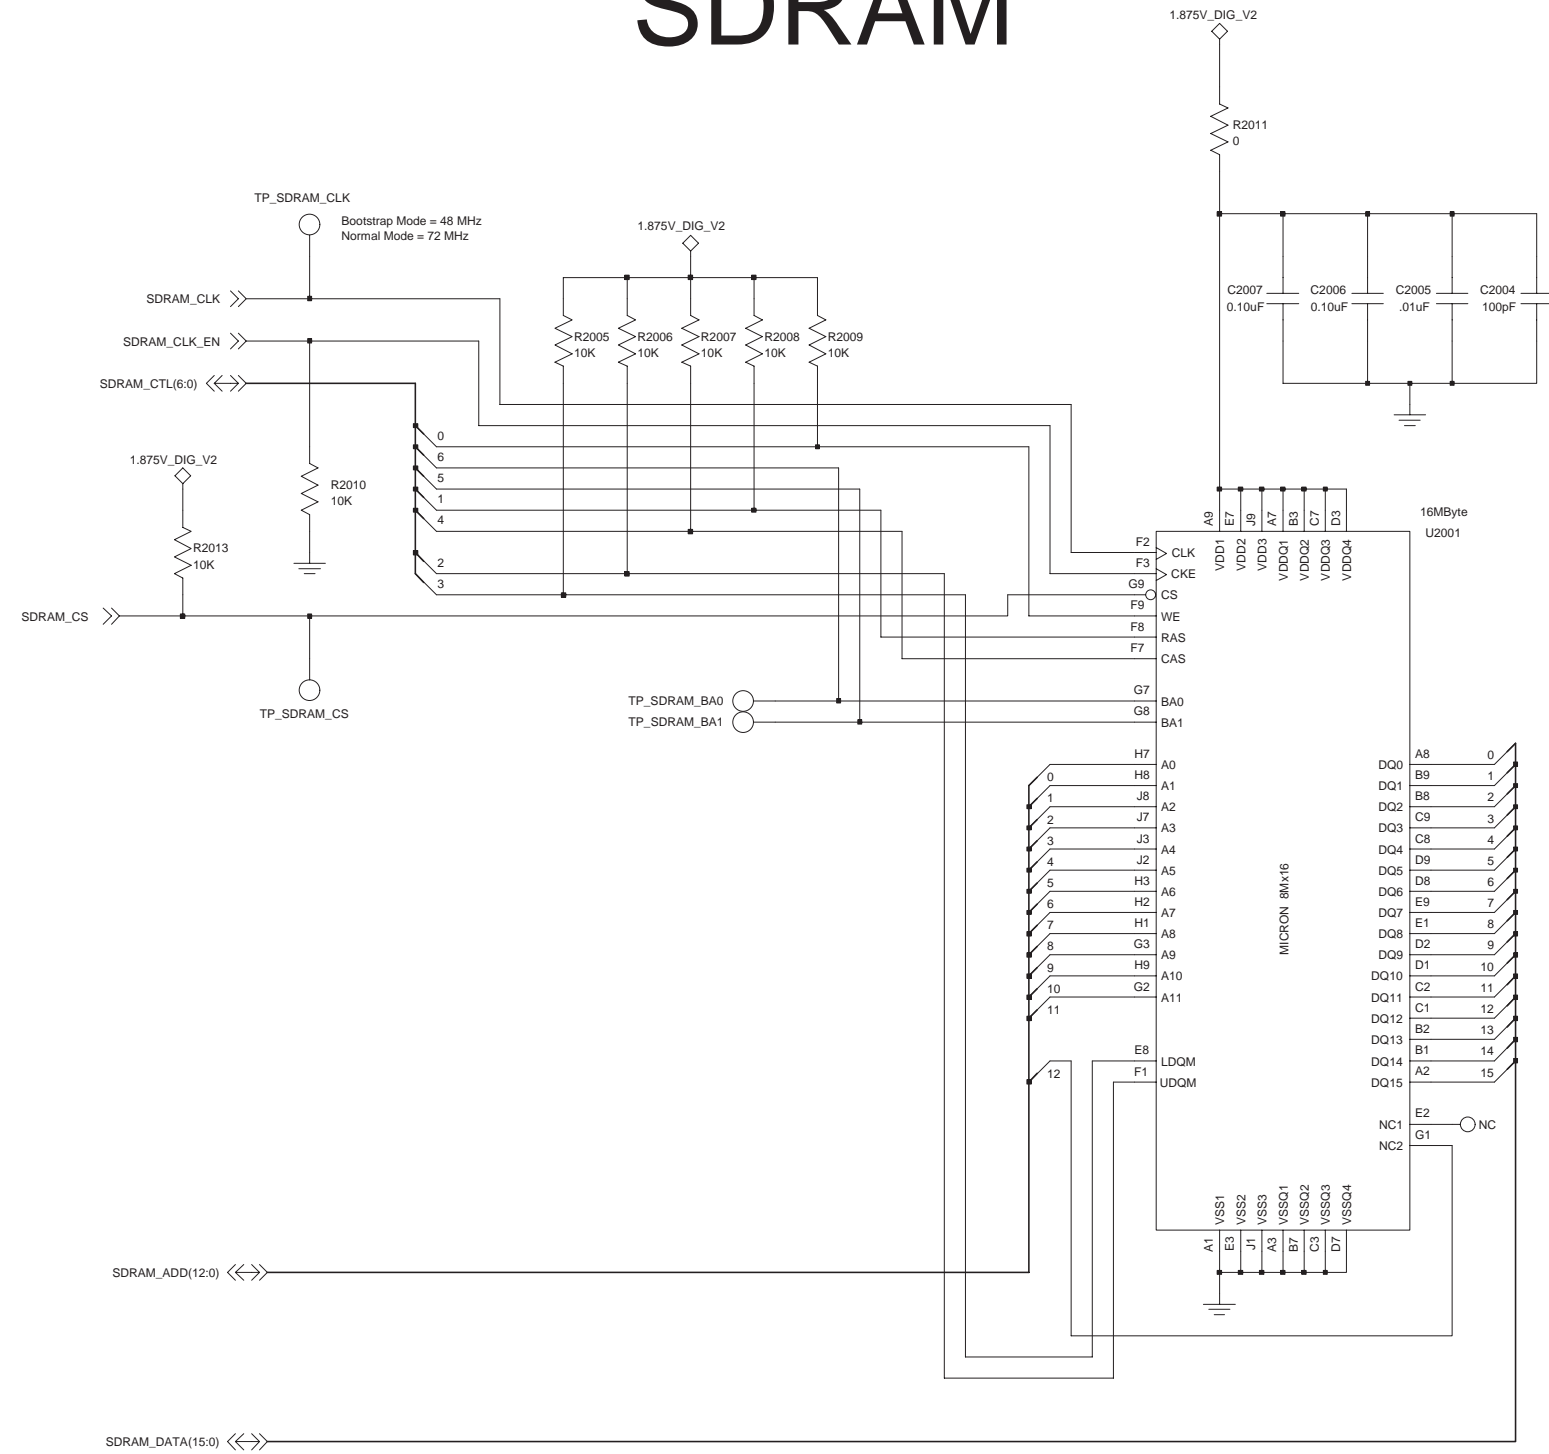 SDRAM
1.875V_DIG_V2
R2011
0
TP_SDRAM_CLK
Bootstrap Mode = 48 MHz
Normal Mode = 72 MHz
1.875V_DIG_V2
SDRAM_CLK
SDRAM_CLK_EN
SDRAM_CTL(6:0)
R2005
10K
R2006
10K
R2007
10K
R2008
10K
R2009
10K
C2007
0.10uF
C2006
0.10uF
C2005
.01uF
C2004
100pF
0
6
5
1
4
2
3
1.875V_DIG_V2
R2010
10K
R2013
10K
SDRAM_CS
TP_SDRAM_CS
TP_SDRAM_BA0
TP_SDRAM_BA1
16MByte
U2001
A9
E7
J9
A7
B3
C7
D3
VDD1
VDD2
VDD3
VDDQ1
VDDQ2
VDDQ3
VDDQ4
F2 CLK
F3 CKE
G9 CS
F9 WE
F8 RAS
F7 CAS
G7 BA0
G8 BA1
H7 A0
0 H8 A1
1 J8 A2
2 J7 A3
3 J3 A4
4 J2 A5
5 H3 A6
6 H2 A7
7 H1 A8
8 G3 A9
9 H9 A10
10 G2 A11
11
E8 LDQM
12 F1 UDQM
MICRON 8Mx16
DQ0 A8 0
DQ1 B9 1
DQ2 B8 2
DQ3 C9 3
DQ4 C8 4
DQ5 D9 5
DQ6 D8 6
DQ7 E9 7
DQ8 E1 8
DQ9 D2 9
DQ10 D1 10
DQ11 C2 11
DQ12 C1 12
DQ13 B2 13
DQ14 B1 14
DQ15 A2 15
NC1 E2 NC
NC2 G1
VSS1
VSS2
VSS3
VSSQ1
VSSQ2
VSSQ3
VSSQ4
A1
E3
J1
A3
B7
C3
D7
SDRAM_ADD(12:0)
SDRAM_DATA(15:0)